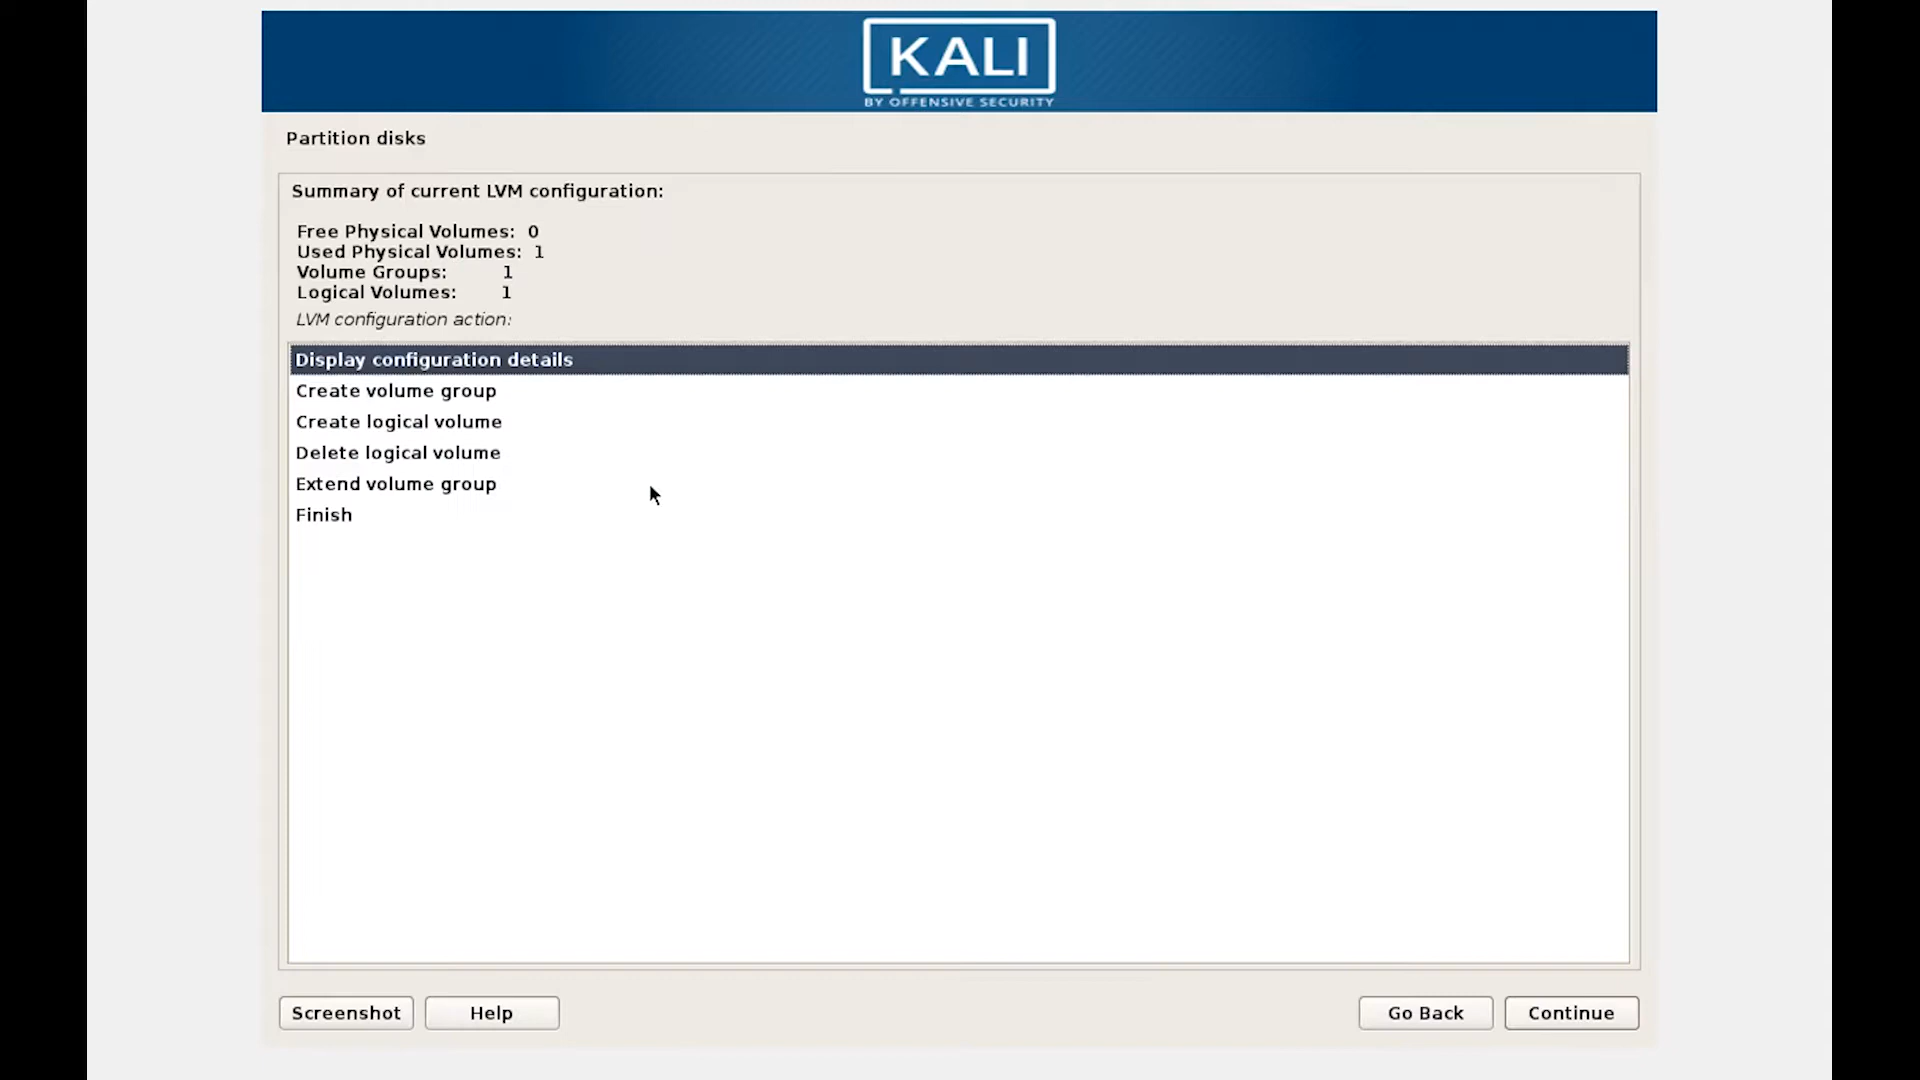 KALI
BY OFFENSIVE SECURITY
Partition disks
Summary of current LVM configuration:
Free Physical Volumes: 0
Used Physical Volumes: 1
Volume Groups: 1
Logical Volumes: 1
LVM configuration action:
Display configuration details
Create volume group
Create logical volume
Delete logical volume
Extend volume group
Finish
Screenshot Help Go Back Continue